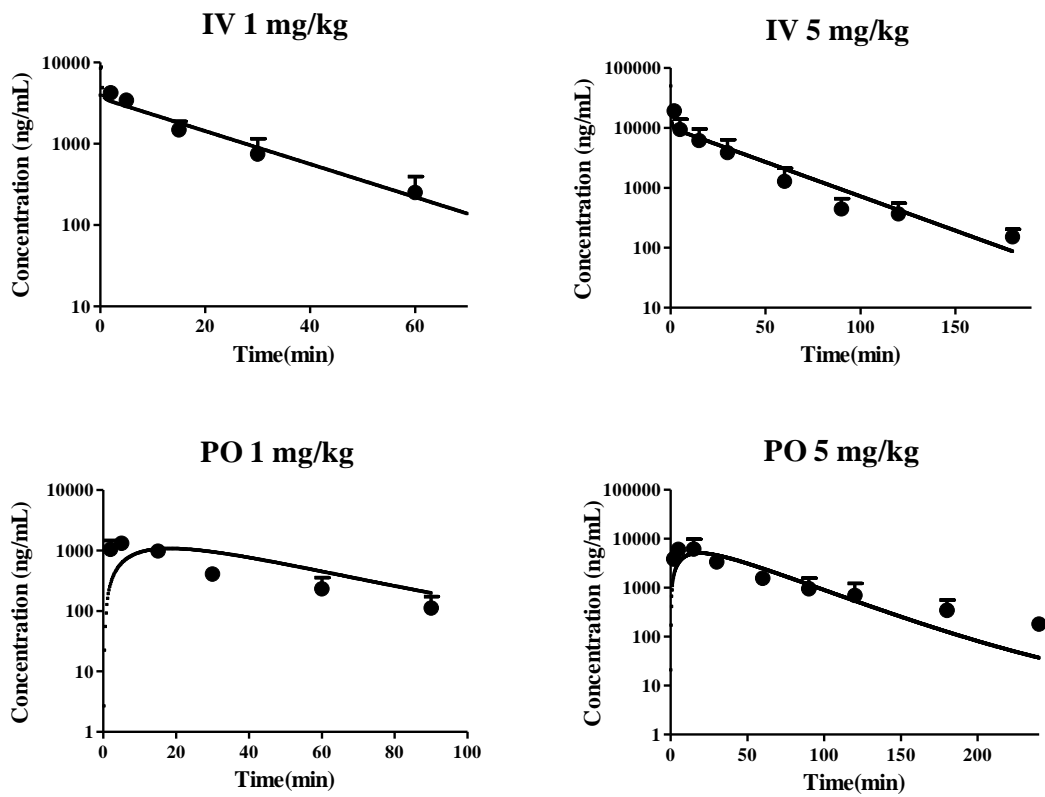 IV 1 mg/kg
Concentration (ng/mL)
10000
1000
100
10
0 20 40 60
Time(min)
IV 5 mg/kg
Concentration (ng/mL)
100000
10000
1000
100
10
0 50 100 150
Time(min)
PO 1 mg/kg
Concentration (ng/mL)
10000
1000
100
10
1
0 20 40 60 80 100
Time(min)
PO 5 mg/kg
Concentration (ng/mL)
100000
10000
1000
100
10
1
0 50 100 150 200
Time(min)